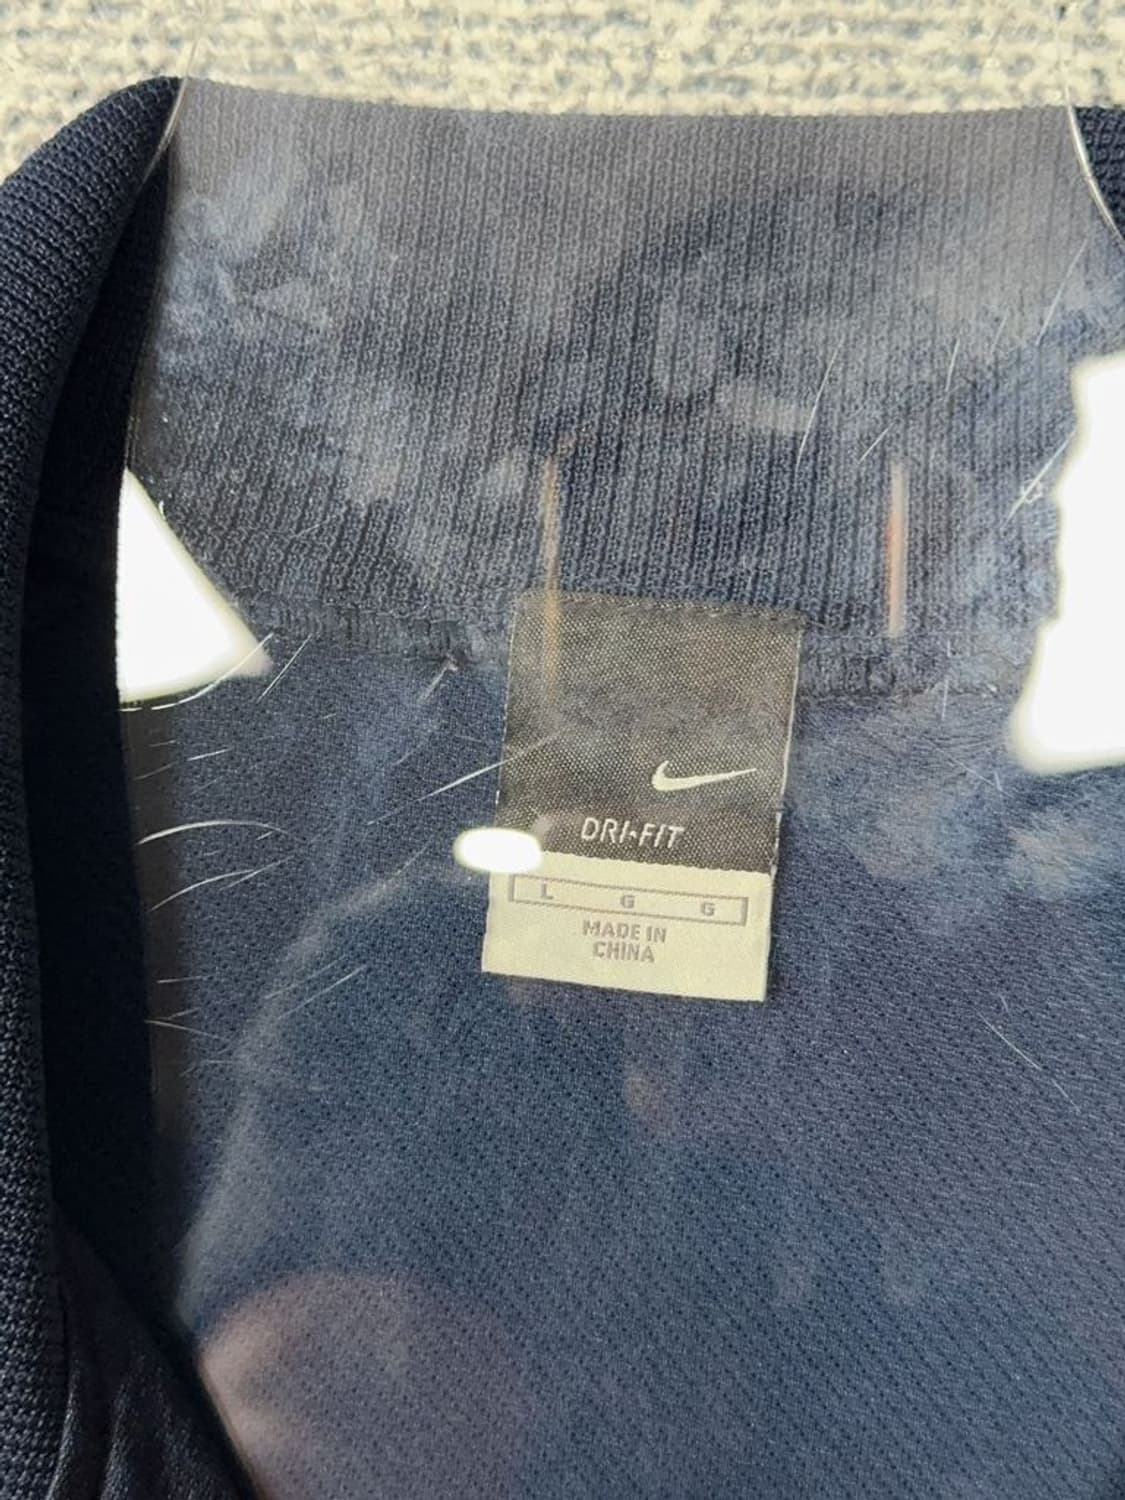 DRI-FIT
L G G
MADE IN
CHINA